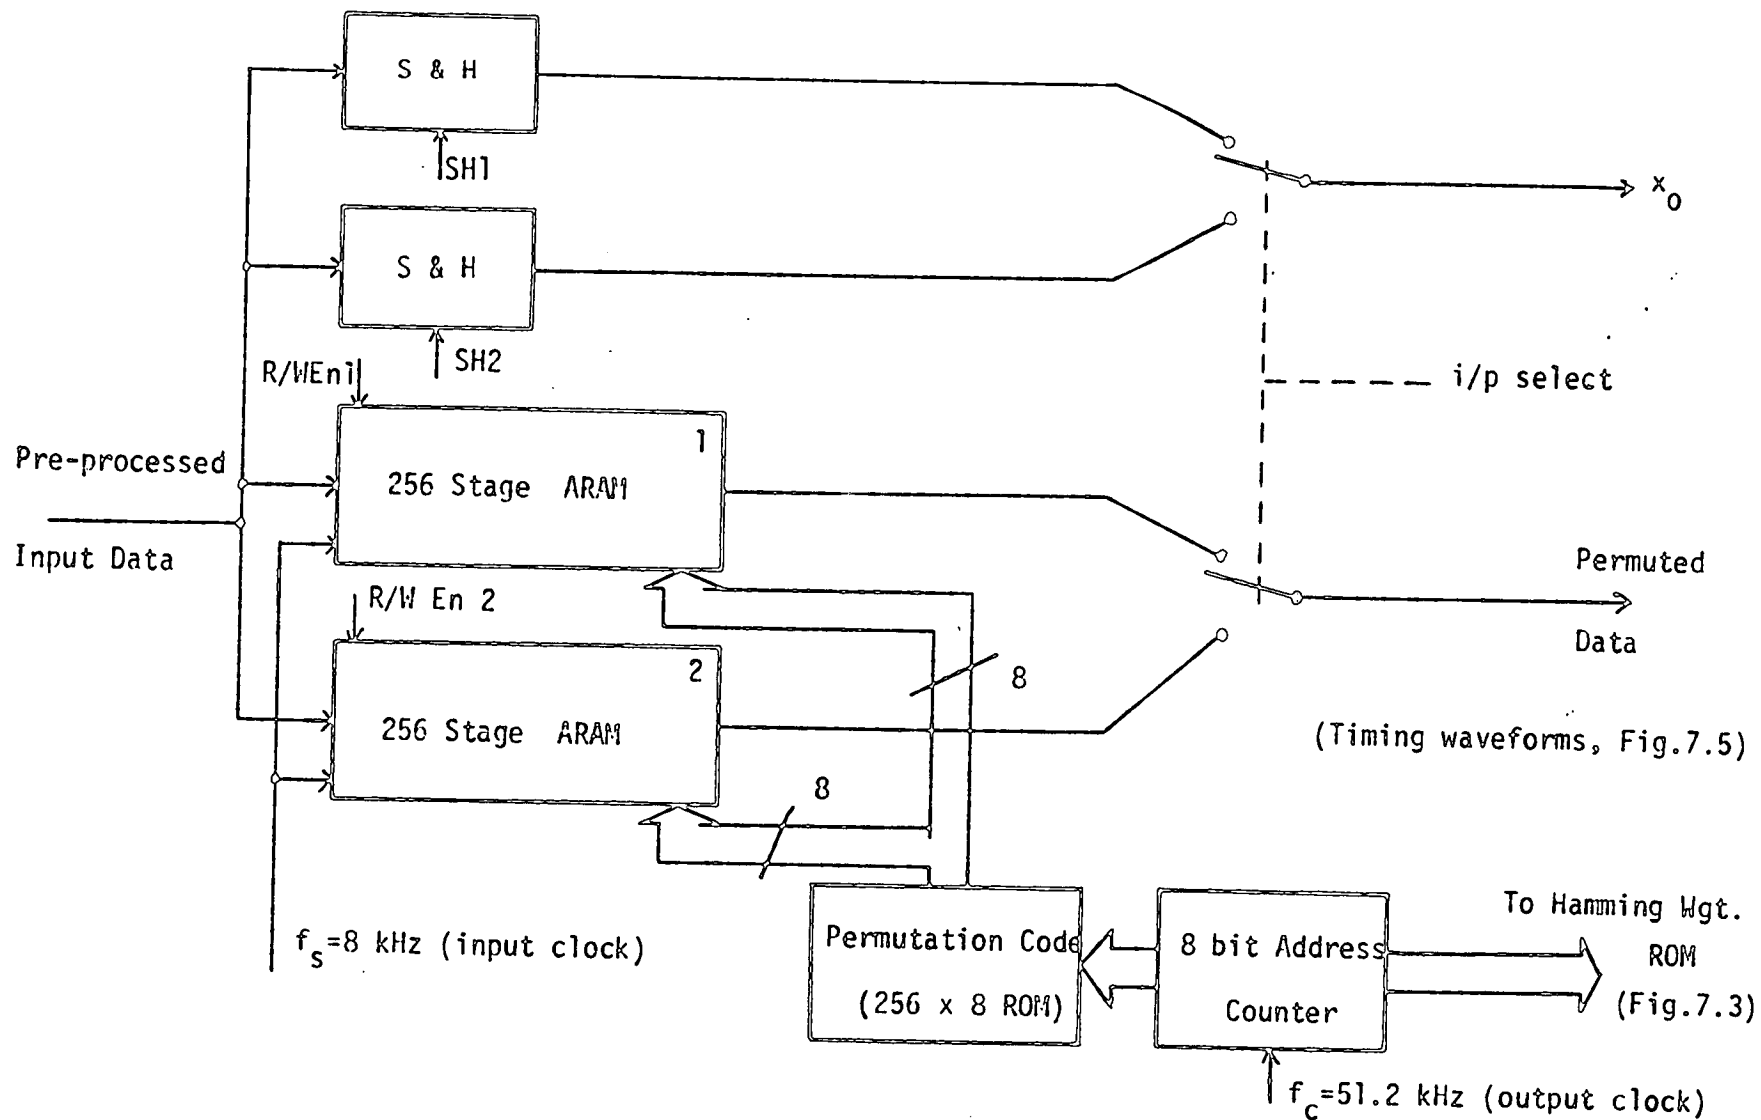 S & H
SH1
S & H
SH2
R/WEn1
i/p select
x₀
Pre-processed
Input Data
1
256 Stage ARAM
R/W En 2
2
256 Stage ARAM
8
8
Permuted
Data
(Timing waveforms, Fig.7.5)
fₛ=8 kHz (input clock)
Permutation Code
(256 x 8 ROM)
8 bit Address
Counter
To Hamming Wgt.
ROM
(Fig.7.3)
f_c=51.2 kHz (output clock)